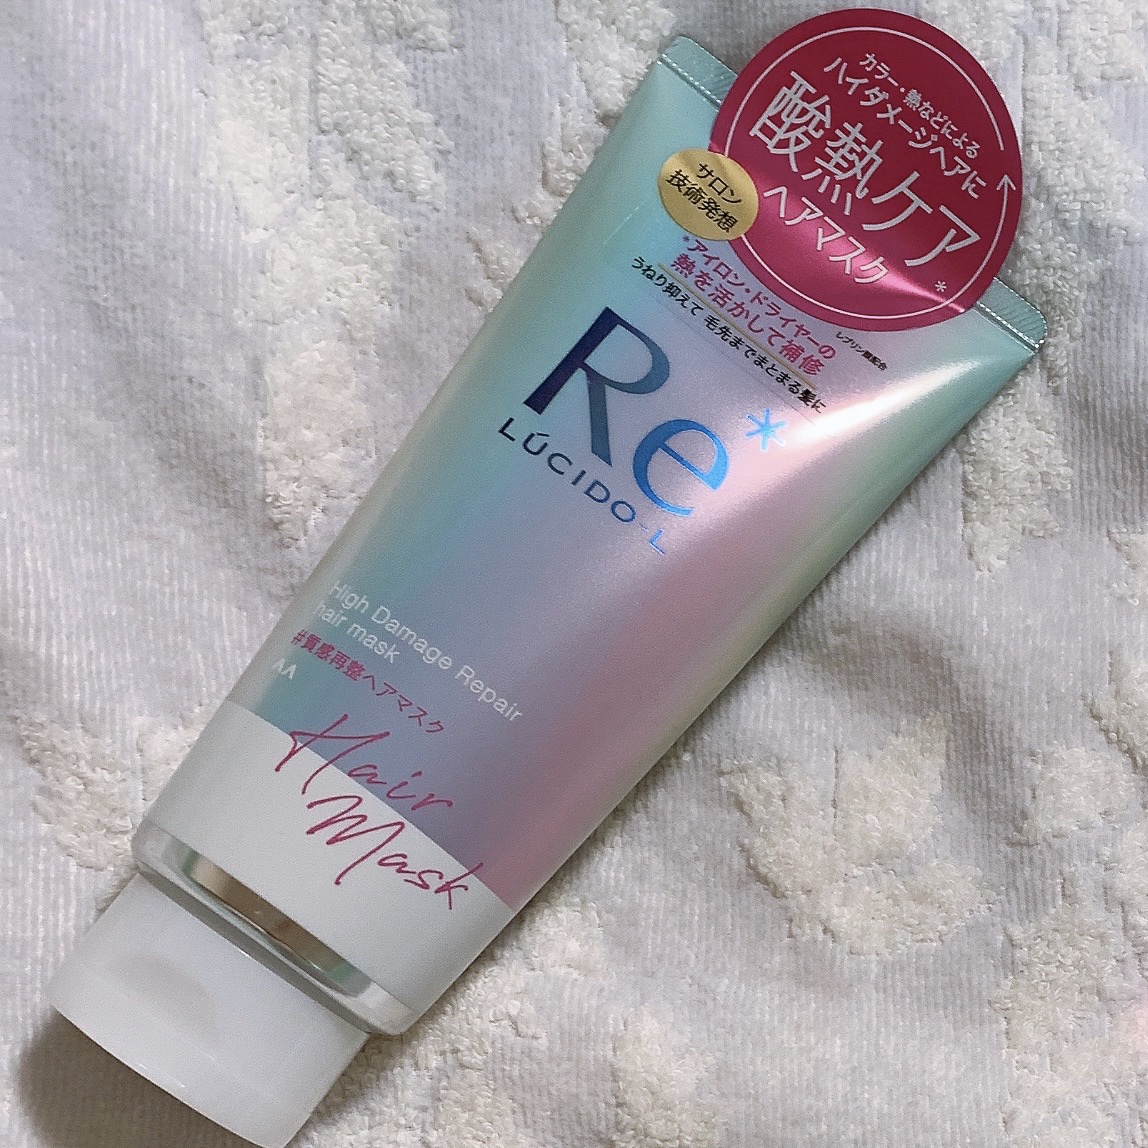 カラー・熱などによる
ハイダメージヘアに
酸熱ケア
ヘアマスク
*
サロン
技術発想
*アイロン・ドライヤーの
熱を活かして補修
レブリン酸配合
うねり抑えて 毛先までまとまる髪に
Re*
LÚCIDO-L
High Damage Repair
hair mask
#質感再整ヘアマスク
Hair
Mask